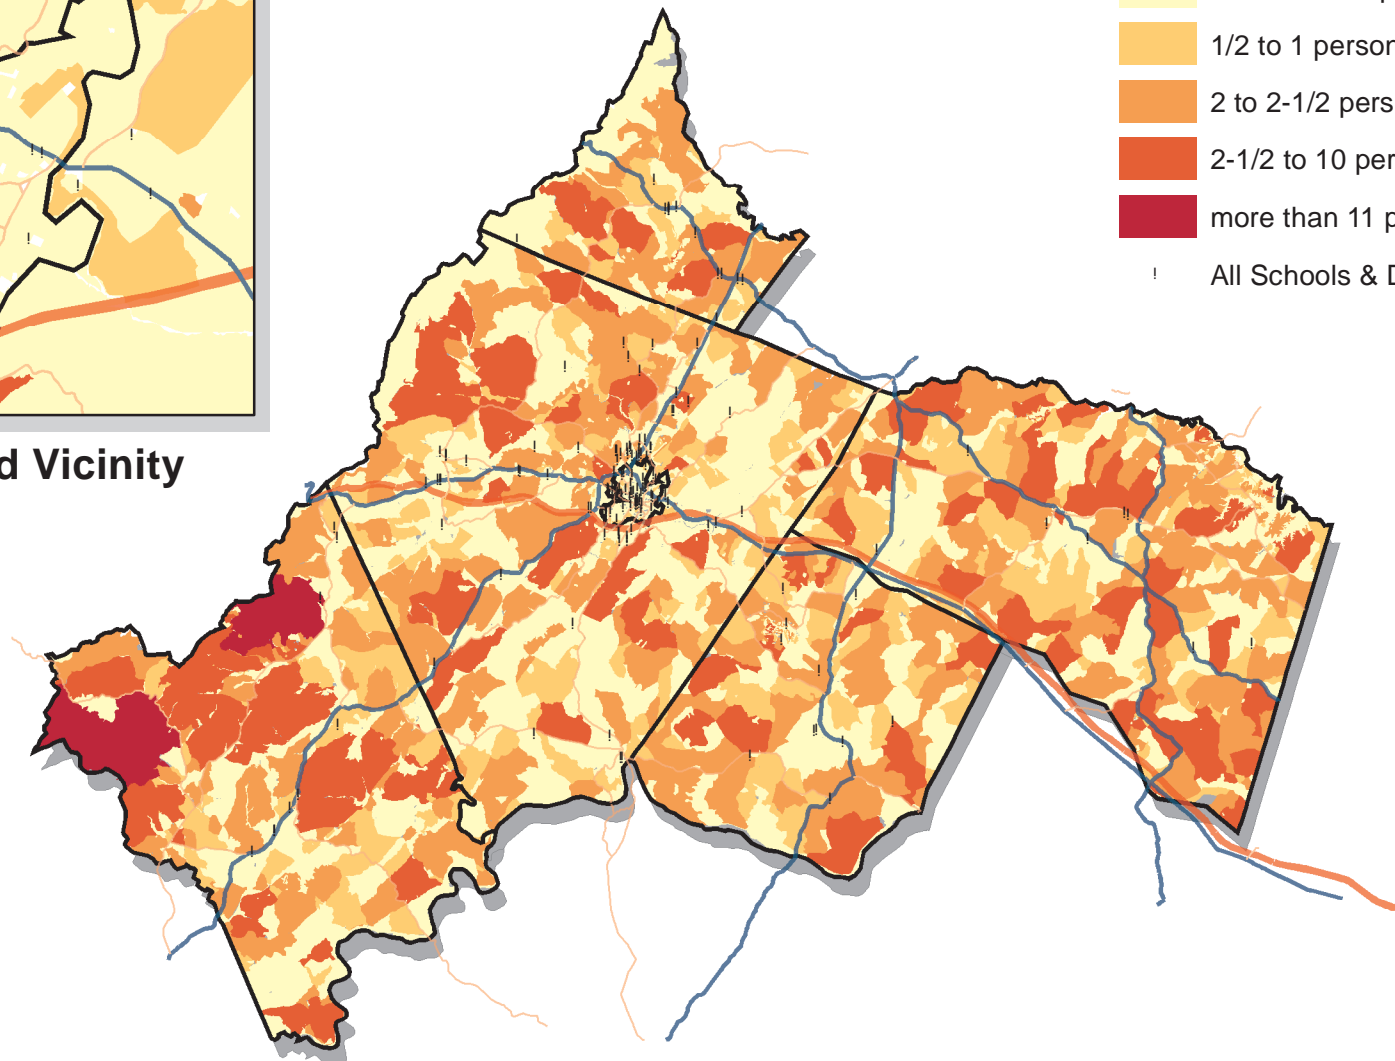 1/2 to 1 person
2 to 2-1/2 pers
2-1/2 to 10 per
more than 11 p
! All Schools & D
d Vicinity